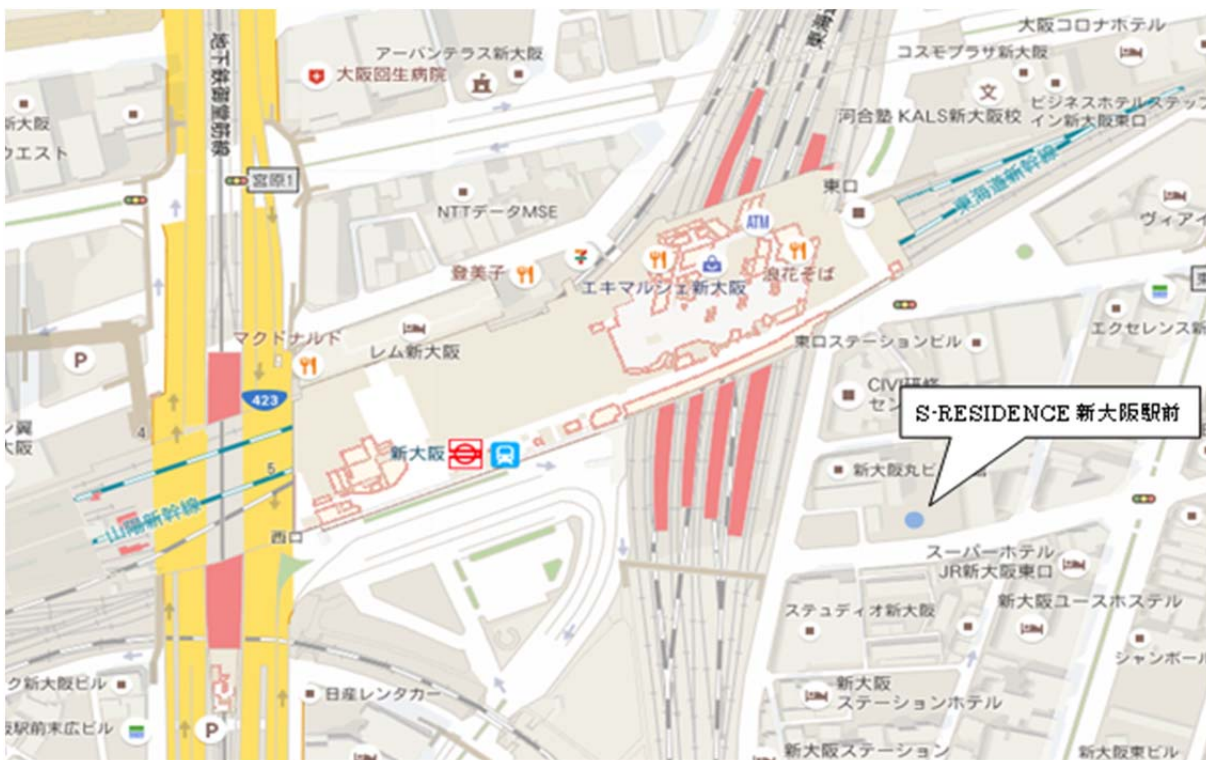 大阪コロナホテル
東海道
地下鉄御堂筋線
アーバンテラス新大阪
大阪回生病院
コスモプラザ新大阪
文
河合塾 KALS新大阪校
ビジネスホテルステップ
イン新大阪東口
新大阪
ウエスト
宮原1
NTTデータMSE
東口
東海道新幹線
ヴィアイ
ATM
7
登美子
浪花そば
エキマルシェ新大阪
東
マクドナルド
P
レム新大阪
東口ステーションビル
エクセレンス新
423
CIVI研修
セン
S-RESIDENCE 新大阪駅前
4
大阪
新大阪
新大阪丸ビ
5
山陽新幹線
西口
スーパーホテル
JR新大阪東口
ステュディオ新大阪
新大阪ユースホステル
シャンボール
ク新大阪ビル
日産レンタカー
新大阪
ステーションホテル
阪駅前末広ビル
P
新大阪ステーション
新大阪東ビル